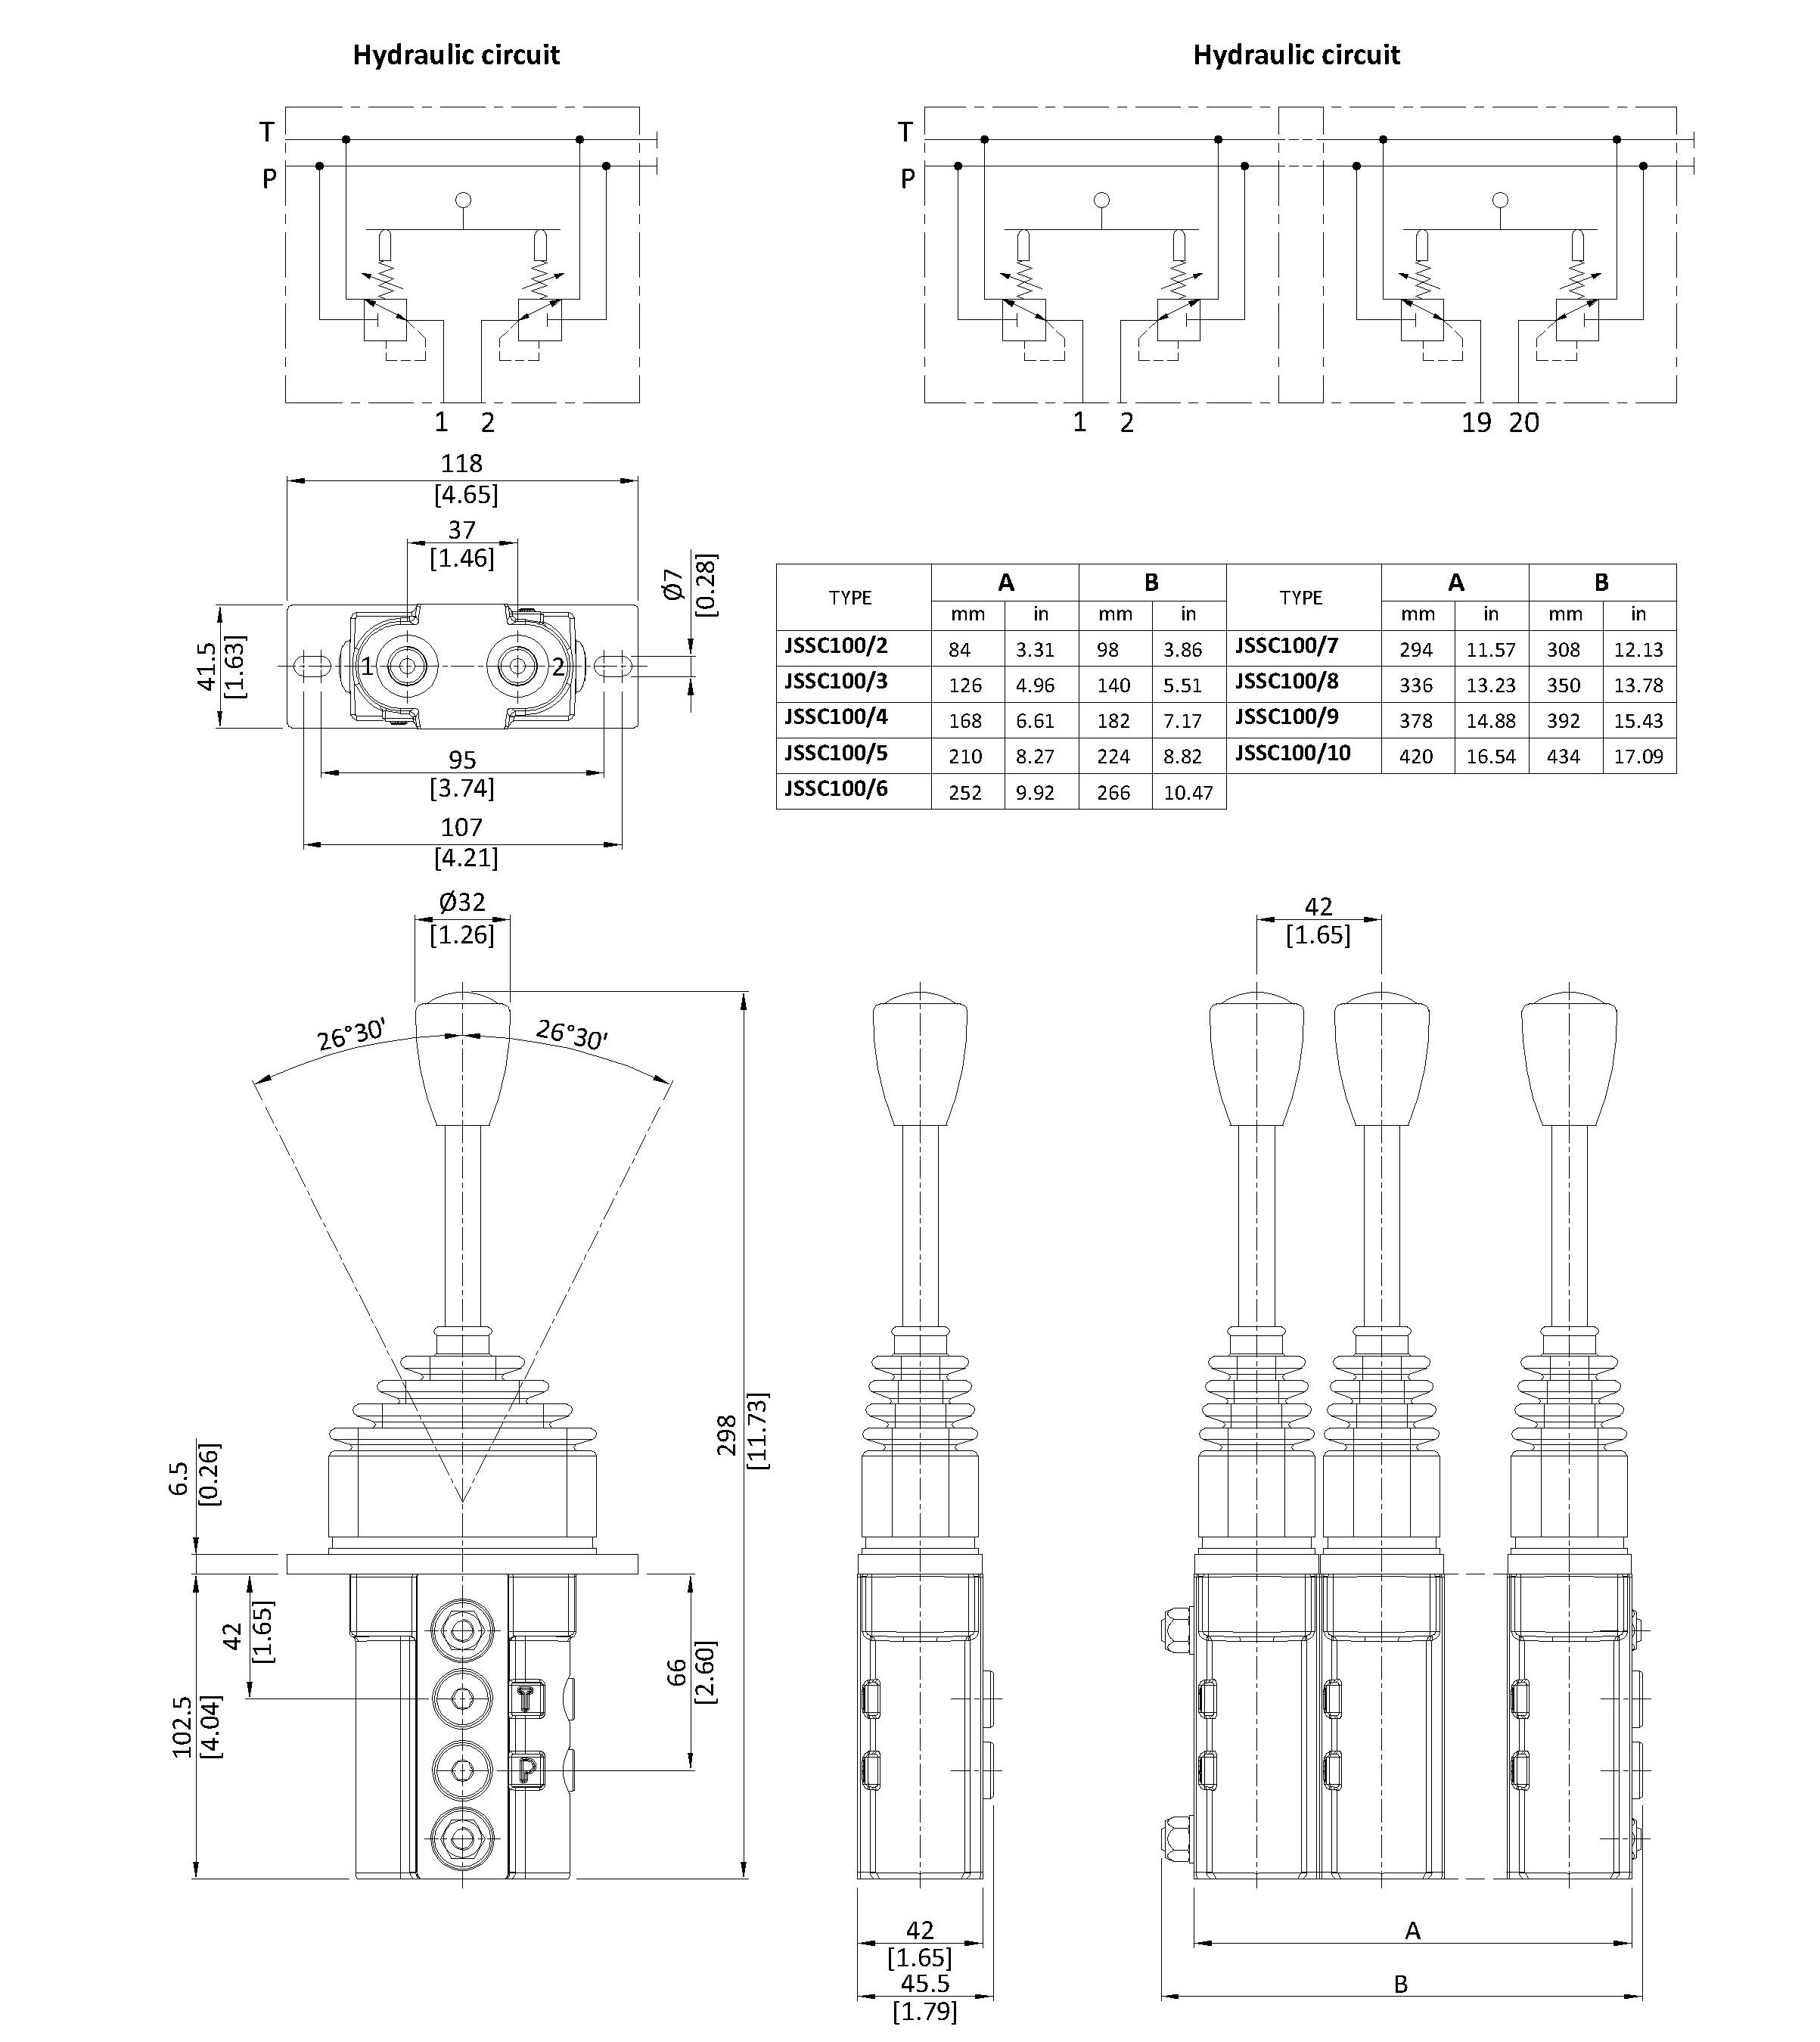 Hydraulic circuit
Hydraulic circuit
T
P
1 2
T
P
1 2
19 20
118
[4.65]
37
[1.46]
Ø7
[0.28]
41.5
[1.63]
1 2
95
[3.74]
107
[4.21]
TYPE A B TYPE A B
mm in mm in mm in mm in
JSSC100/2 84 3.31 98 3.86 JSSC100/7 294 11.57 308 12.13
JSSC100/3 126 4.96 140 5.51 JSSC100/8 336 13.23 350 13.78
JSSC100/4 168 6.61 182 7.17 JSSC100/9 378 14.88 392 15.43
JSSC100/5 210 8.27 224 8.82 JSSC100/10 420 16.54 434 17.09
JSSC100/6 252 9.92 266 10.47
Ø32
[1.26]
42
[1.65]
26°30'
26°30'
298
[11.73]
6.5
[0.26]
42
[1.65]
102.5
[4.04]
66
[2.60]
T
P
42
[1.65]
45.5
[1.79]
A
B